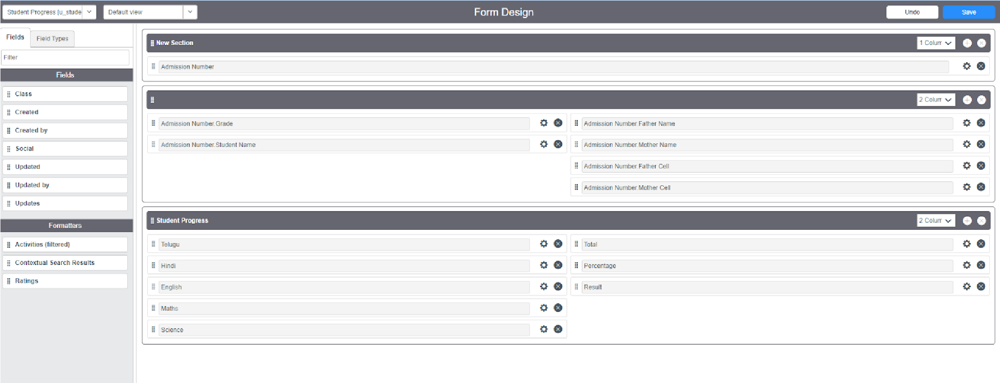 Student Progress [u_stude
Default view
Form Design
Undo
Save
Fields
Field Types
Filter
Fields
Class
Created
Created by
Social
Updated
Updated by
Updates
Formatters
Activities (filtered)
Contextual Search Results
Ratings
New Section
1 Colum
Admission Number
2 Colum
Admission Number.Grade
Admission Number.Student Name
Admission Number.Father Name
Admission Number.Mother Name
Admission Number.Father Cell
Admission Number.Mother Cell
Student Progress
2 Colum
Telugu
Hindi
English
Maths
Science
Total
Percentage
Result